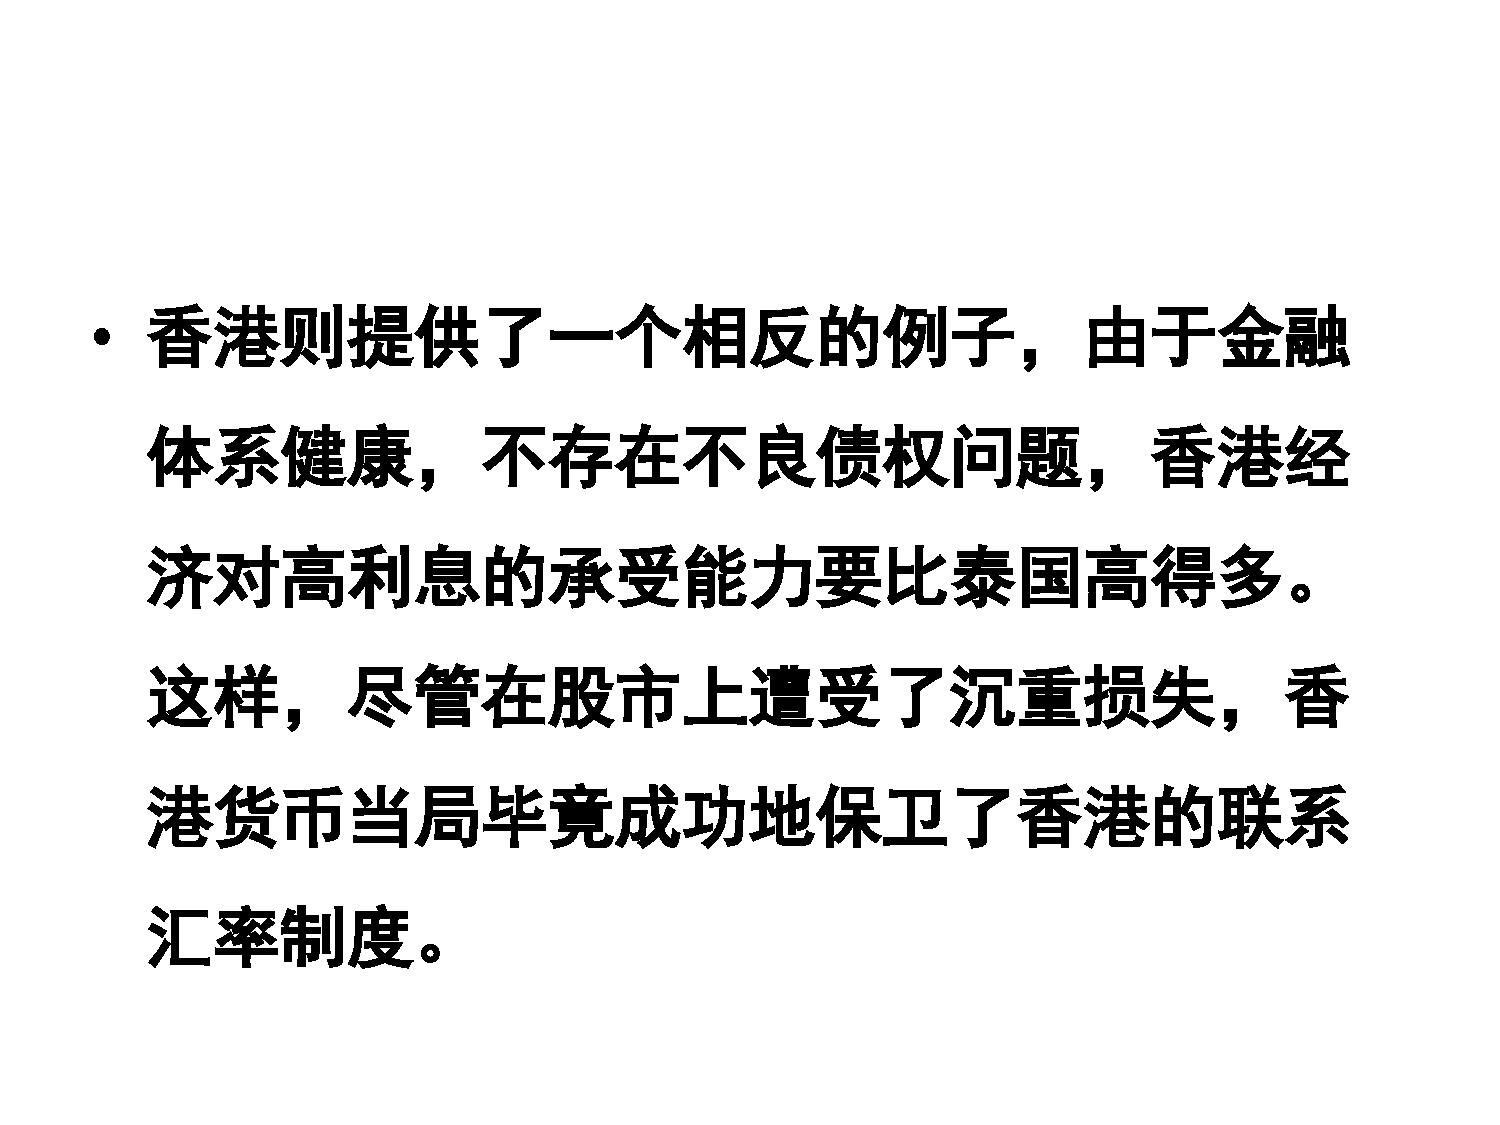 • 香港则提供了一个相反的例子，由于金融
体系健康，不存在不良债权问题，香港经
济对高利息的承受能力要比泰国高得多。
这样，尽管在股市上遭受了沉重损失，香
港货币当局毕竟成功地保卫了香港的联系
汇率制度。